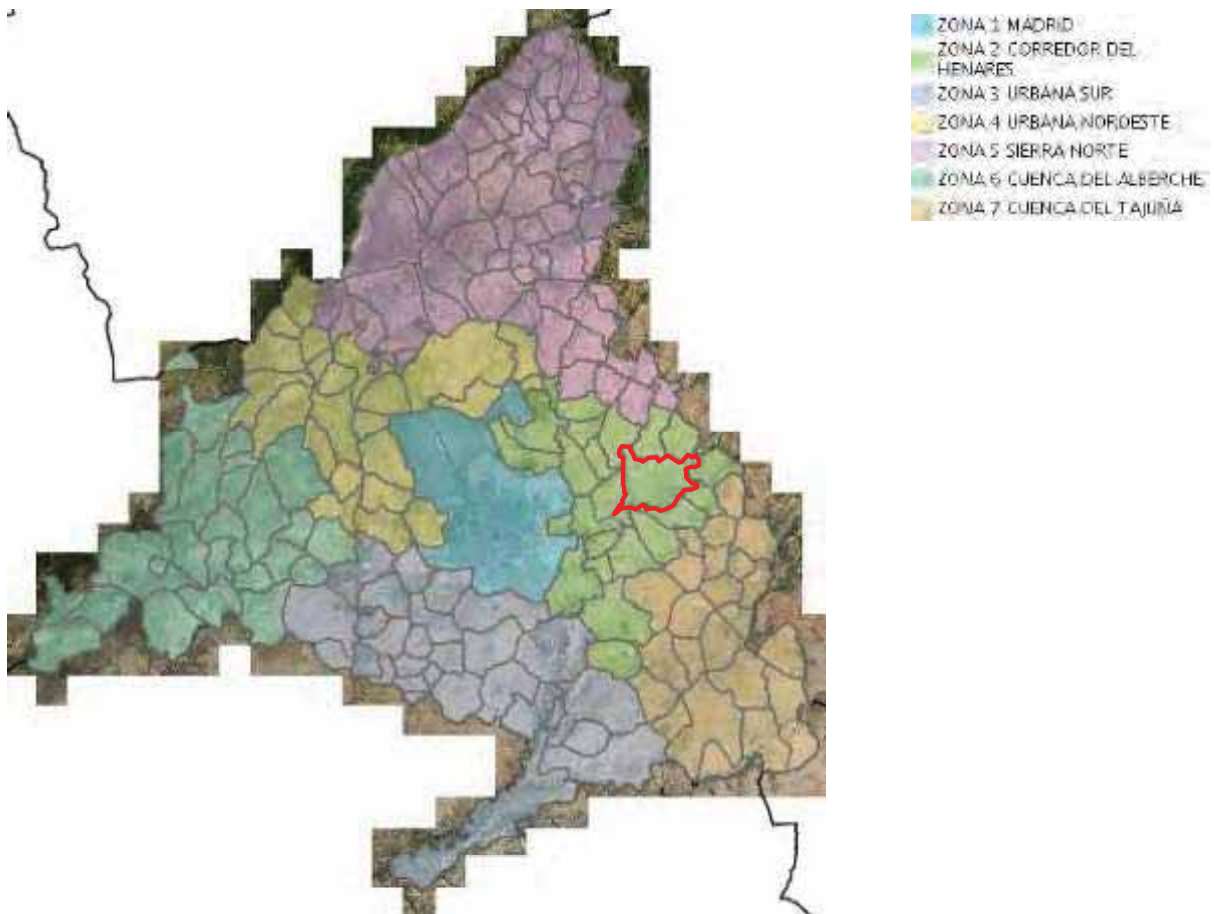 ZONA 1 MADRID
ZONA 2 CORREDOR DEL
HENARES
ZONA 3 URBANA SUR
ZONA 4 URBANA NOROESTE
ZONA 5 SIERRA NORTE
ZONA 6 CUENCA DEL ALBERCHE
ZONA 7 CUENCA DEL TAJUÑA